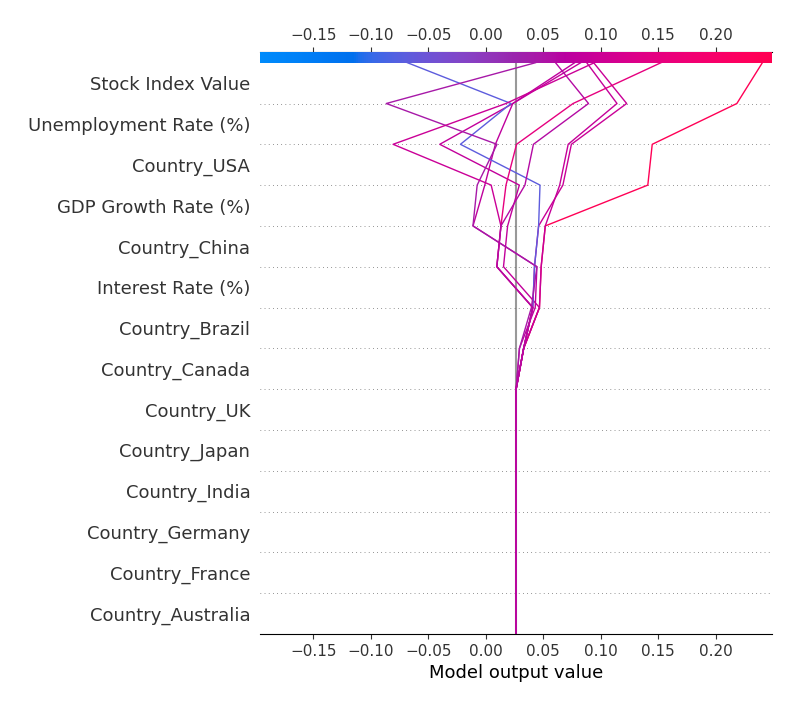 −0.15 −0.10 −0.05 0.00 0.05 0.10 0.15 0.20
Stock Index Value
Unemployment Rate (%)
Country_USA
GDP Growth Rate (%)
Country_China
Interest Rate (%)
Country_Brazil
Country_Canada
Country_UK
Country_Japan
Country_India
Country_Germany
Country_France
Country_Australia
−0.15 −0.10 −0.05 0.00 0.05 0.10 0.15 0.20
Model output value